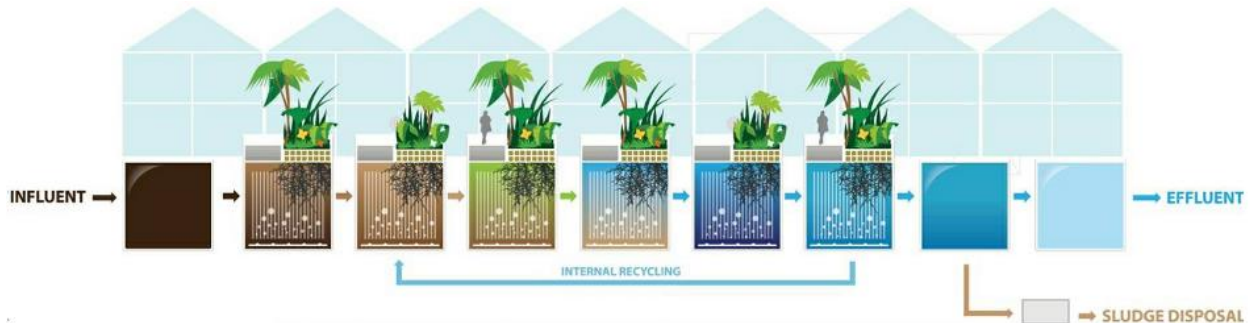 INFLUENT
EFFLUENT
INTERNAL RECYCLING
SLUDGE DISPOSAL